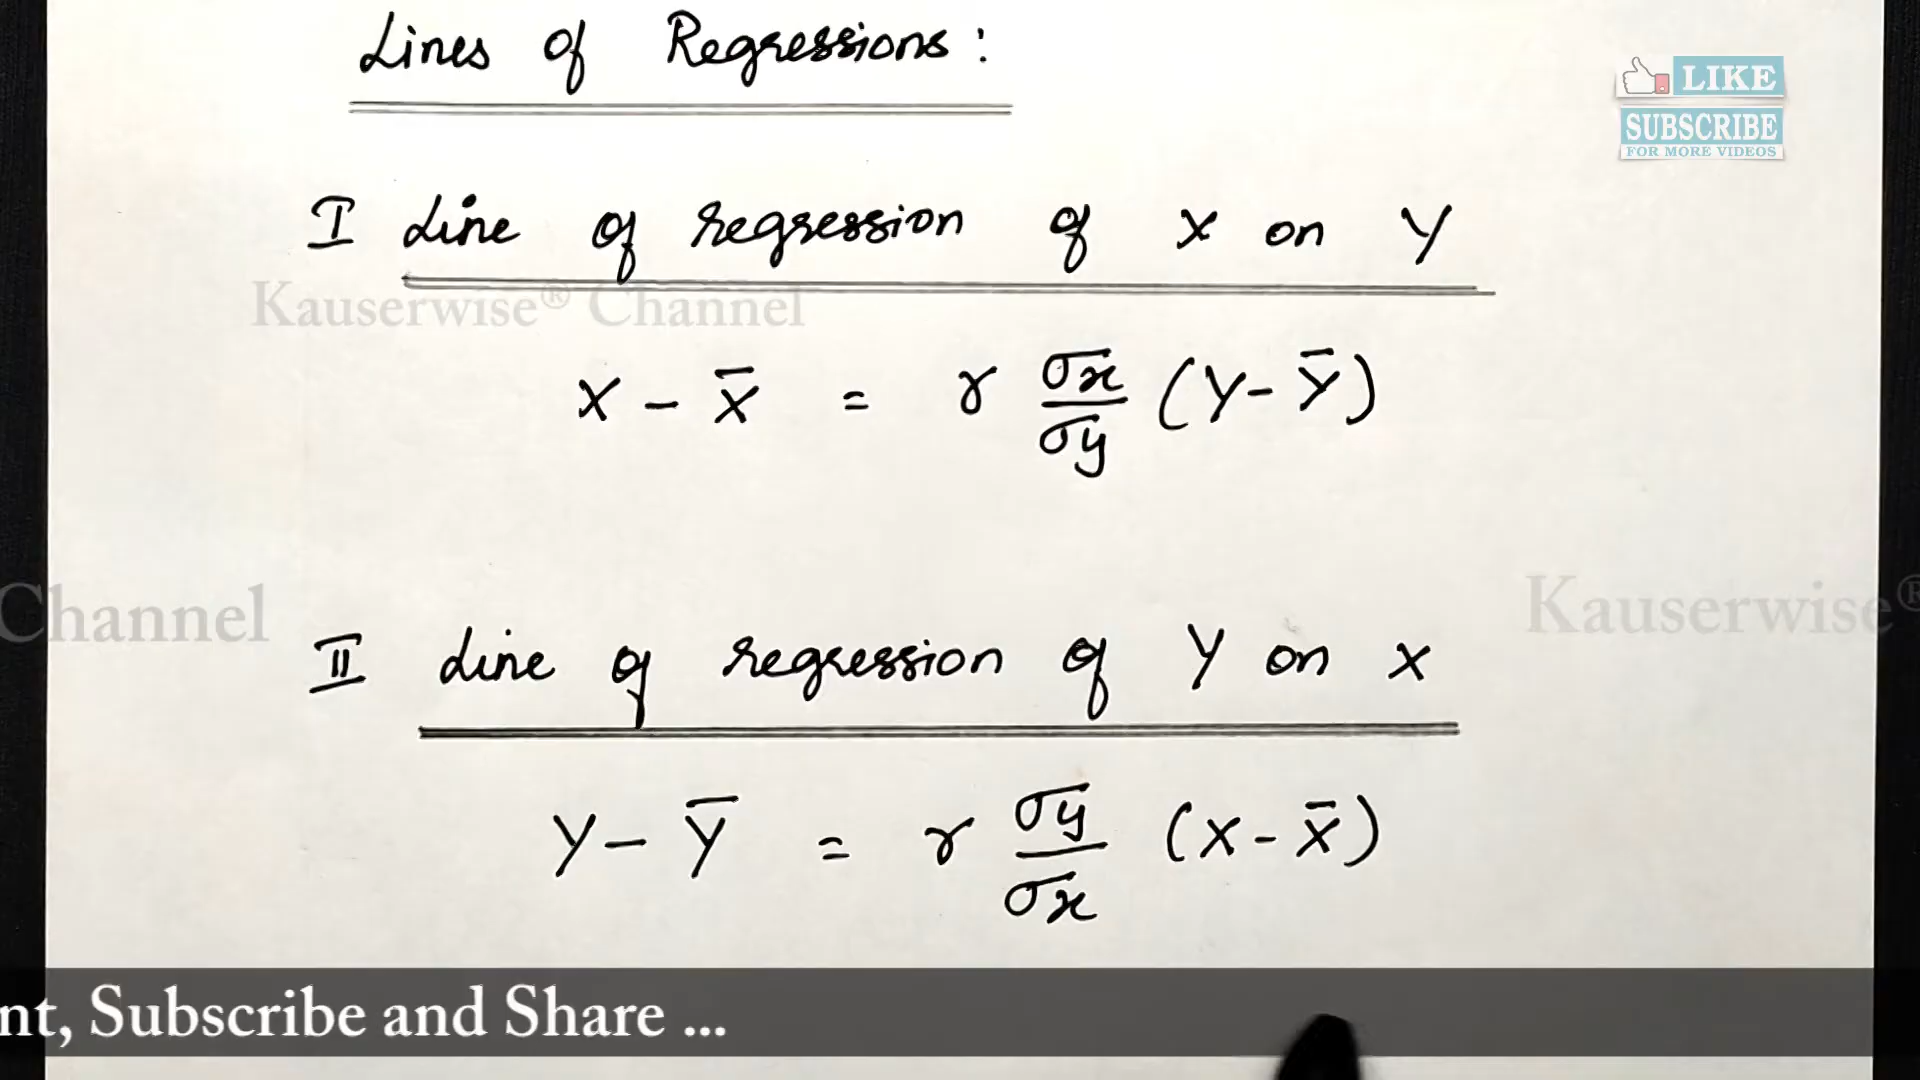 Lines of Regressions:
LIKE
SUBSCRIBE
FOR MORE VIDEOS
I Line of regression of X on Y
Kauserwise® Channel
X - X̄ = r σx/σy (Y - Ȳ)
Channel
Kauserwise®
II Line of regression of Y on X
Y - Ȳ = r σy/σx (X - X̄)
nt, Subscribe and Share ...